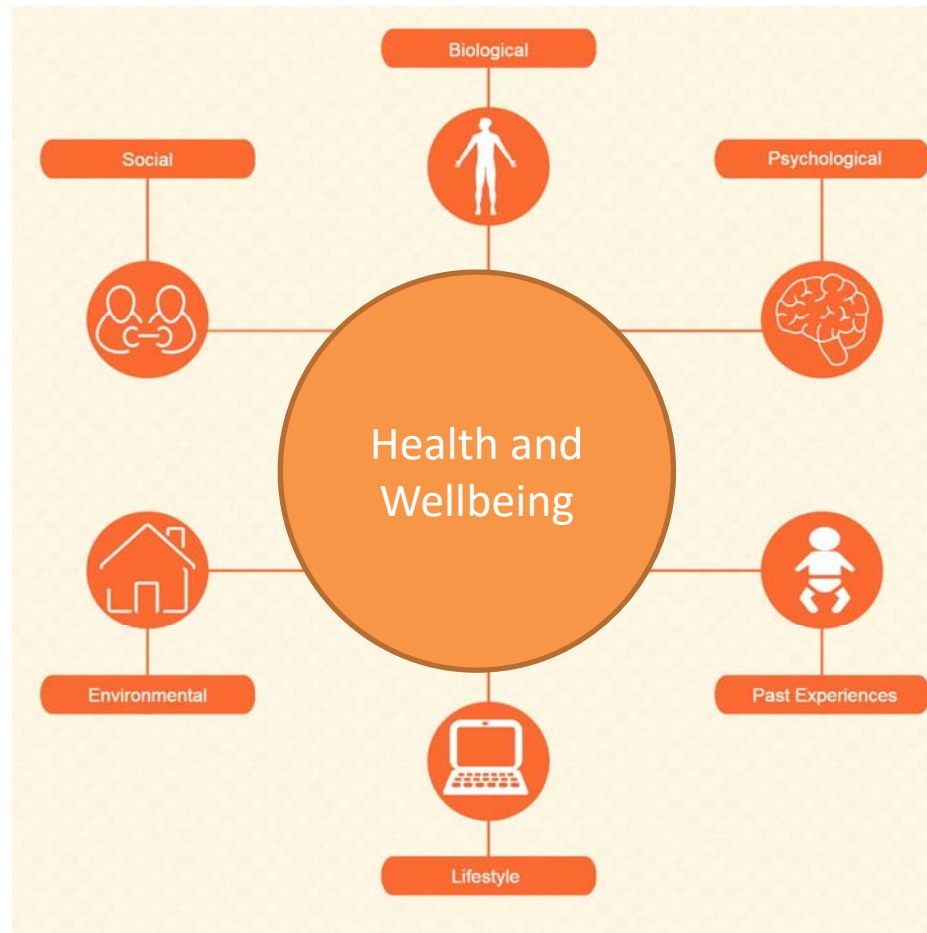 Biological
Social
Psychological
Health and
Wellbeing
Environmental
Past Experiences
Lifestyle